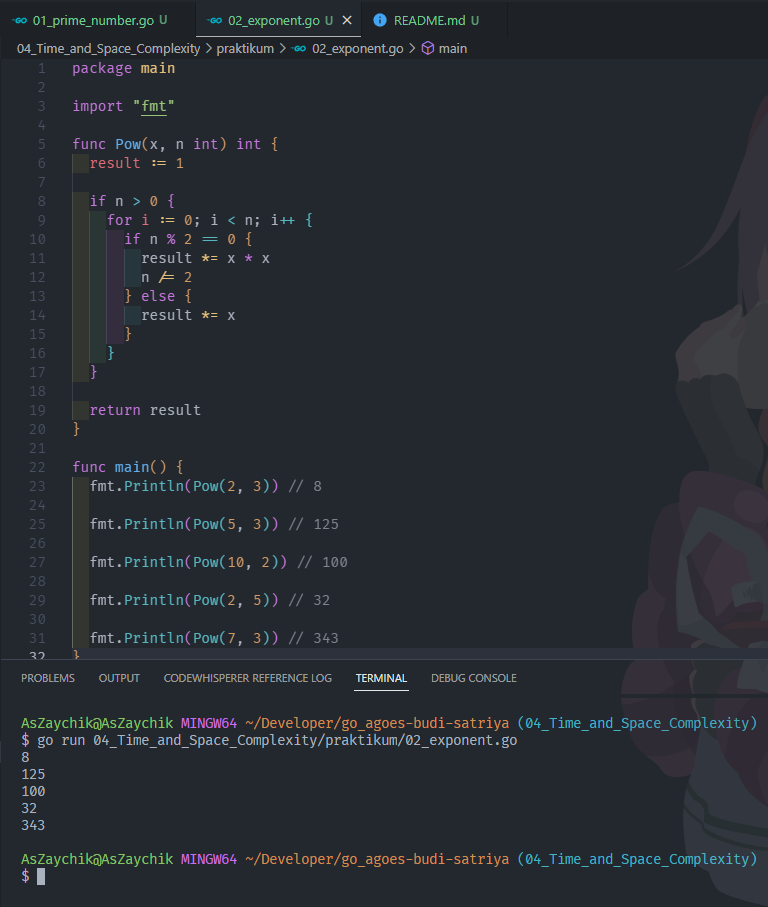 01_prime_number.go U 02_exponent.go U README.md U
04_Time_and_Space_Complexity > praktikum > 02_exponent.go > main
1 package main
2
3 import "fmt"
4
5 func Pow(x, n int) int {
6 result := 1
7
8 if n > 0 {
9 for i := 0; i < n; i++ {
10 if n % 2 == 0 {
11 result *= x * x
12 n /= 2
13 } else {
14 result *= x
15 }
16 }
17 }
18
19 return result
20 }
21
22 func main() {
23 fmt.Println(Pow(2, 3)) // 8
24
25 fmt.Println(Pow(5, 3)) // 125
26
27 fmt.Println(Pow(10, 2)) // 100
28
29 fmt.Println(Pow(2, 5)) // 32
30
31 fmt.Println(Pow(7, 3)) // 343
32 }
PROBLEMS OUTPUT CODEWHISPERER REFERENCE LOG TERMINAL DEBUG CONSOLE
AsZaychik@AsZaychik MINGW64 ~/Developer/go_agoes-budi-satriya (04_Time_and_Space_Complexity)
$ go run 04_Time_and_Space_Complexity/praktikum/02_exponent.go
8
125
100
32
343
AsZaychik@AsZaychik MINGW64 ~/Developer/go_agoes-budi-satriya (04_Time_and_Space_Complexity)
$